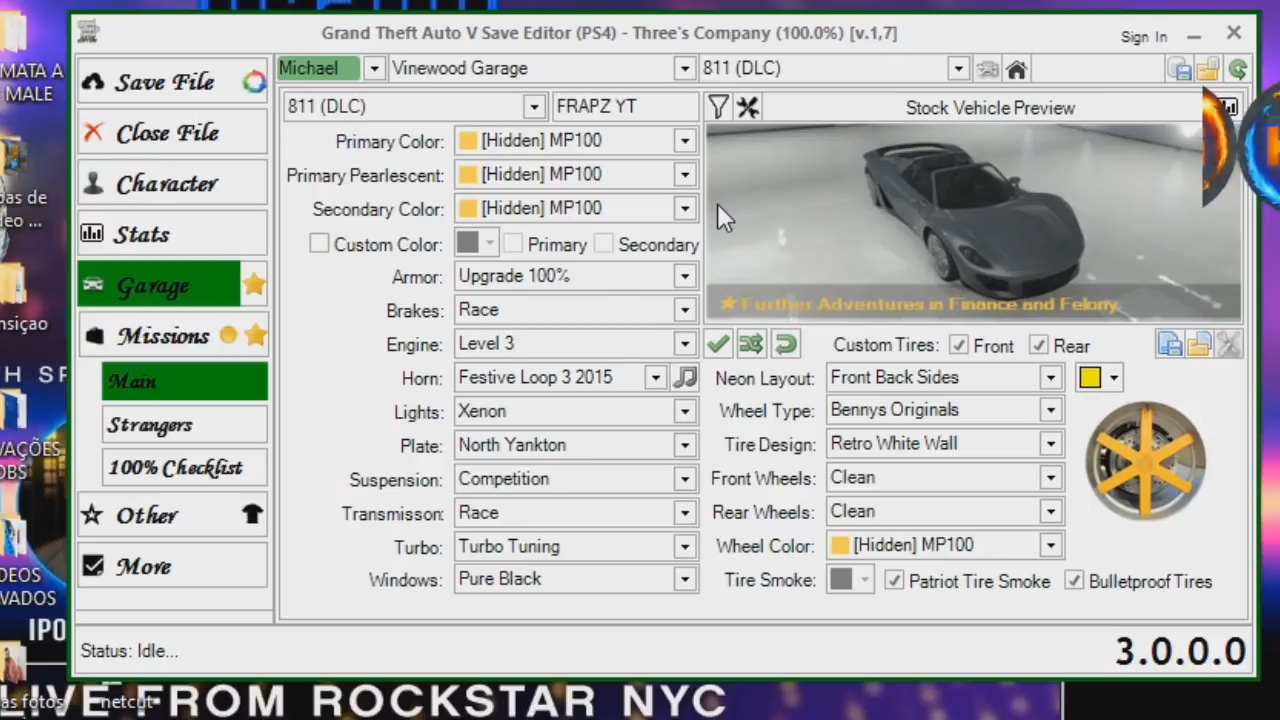 Grand Theft Auto V Save Editor (PS4) - Three's Company (100.0%) [v.1,7]
Sign In
MATA A
MALE
Save File
Close File
Character
Stats
Garage
Missions
Main
Strangers
100% Checklist
Other
More
Michael
Vinewood Garage
811 (DLC)
811 (DLC)
FRAPZ YT
Stock Vehicle Preview
Primary Color:
[Hidden] MP100
Primary Pearlescent:
[Hidden] MP100
Secondary Color:
[Hidden] MP100
Custom Color:
Primary
Secondary
Armor:
Upgrade 100%
Brakes:
Race
Engine:
Level 3
Horn:
Festive Loop 3 2015
Lights:
Xenon
Plate:
North Yankton
Suspension:
Competition
Transmisson:
Race
Turbo:
Turbo Tuning
Windows:
Pure Black
Further Adventures in Finance and Felony
Custom Tires:
Front
Rear
Neon Layout:
Front Back Sides
Wheel Type:
Bennys Originals
Tire Design:
Retro White Wall
Front Wheels:
Clean
Rear Wheels:
Clean
Wheel Color:
[Hidden] MP100
Tire Smoke:
Patriot Tire Smoke
Bulletproof Tires
Status: Idle...
3.0.0.0
H SP
IPO
as fotos
netcut
LIVE FROM ROCKSTAR NYC